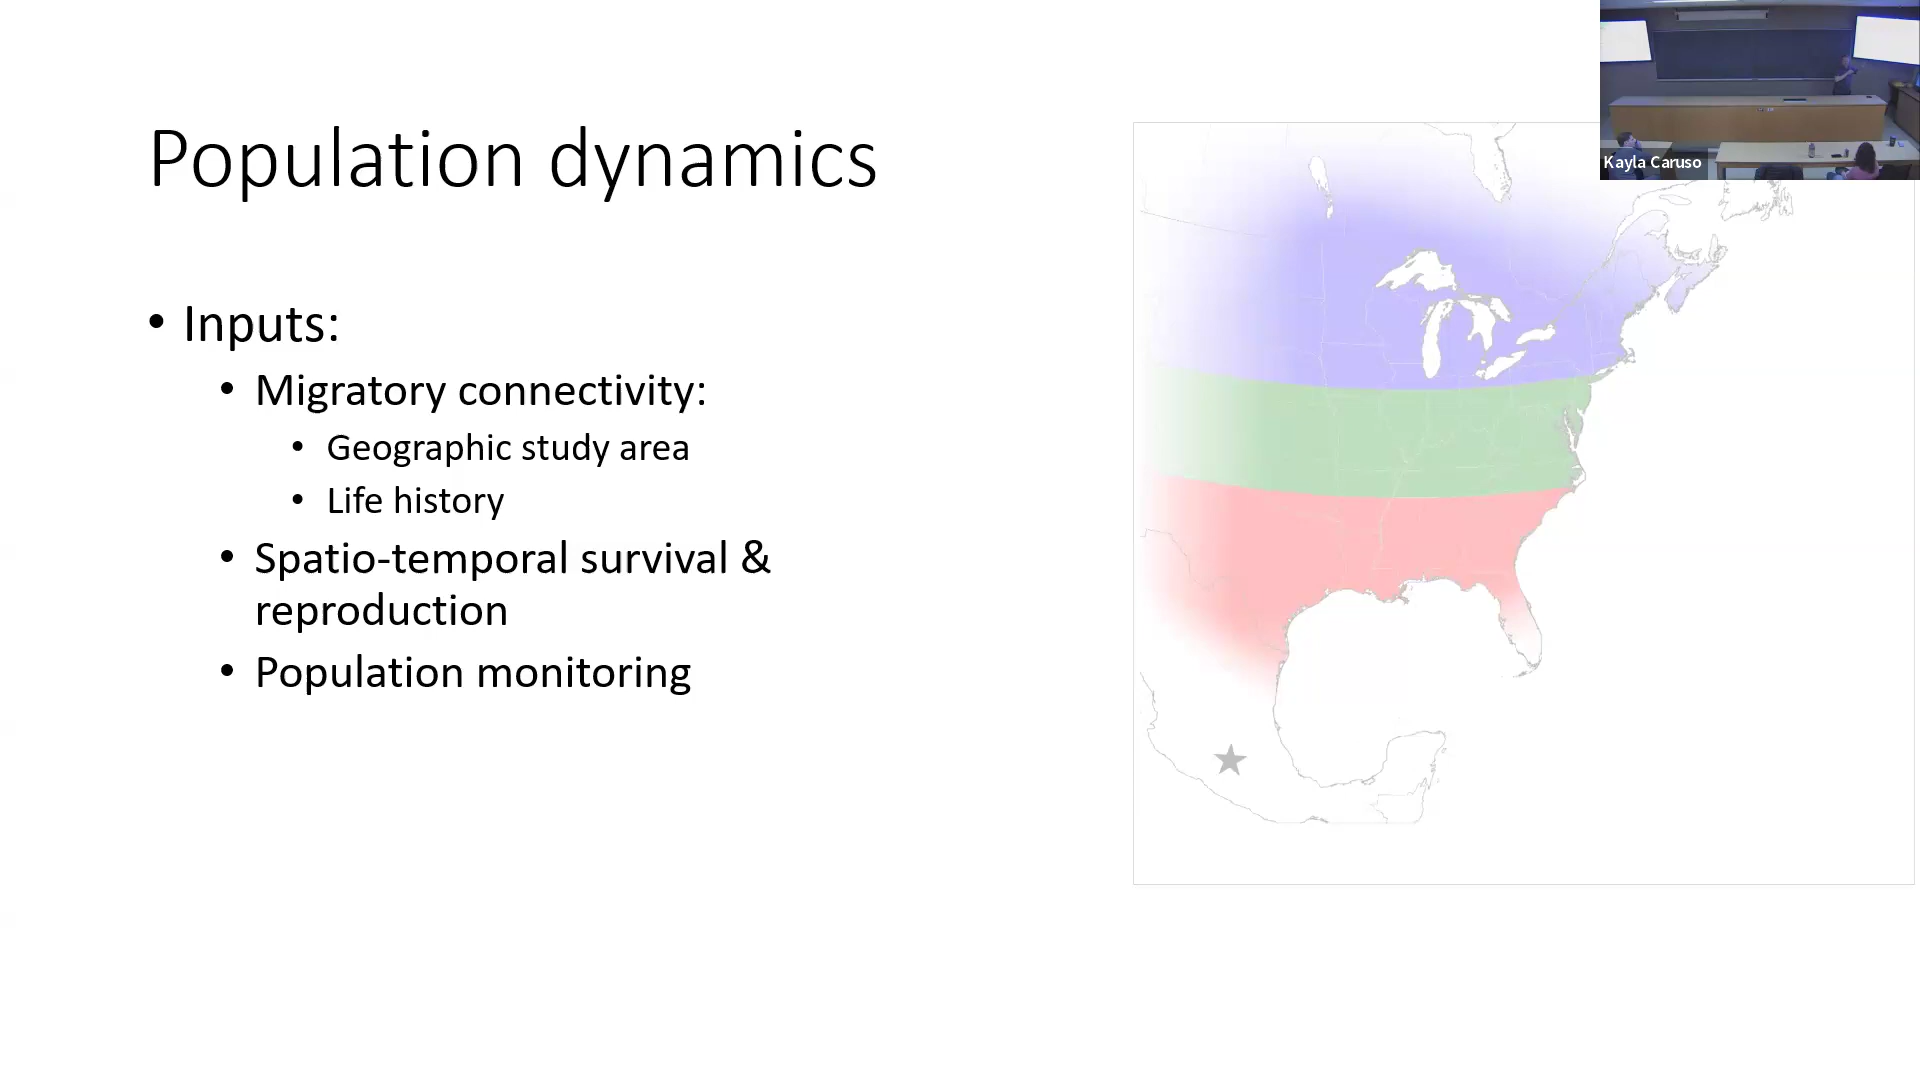 Population dynamics
• Inputs:
• Migratory connectivity:
• Geographic study area
• Life history
• Spatio-temporal survival &
reproduction
• Population monitoring
Kayla Caruso